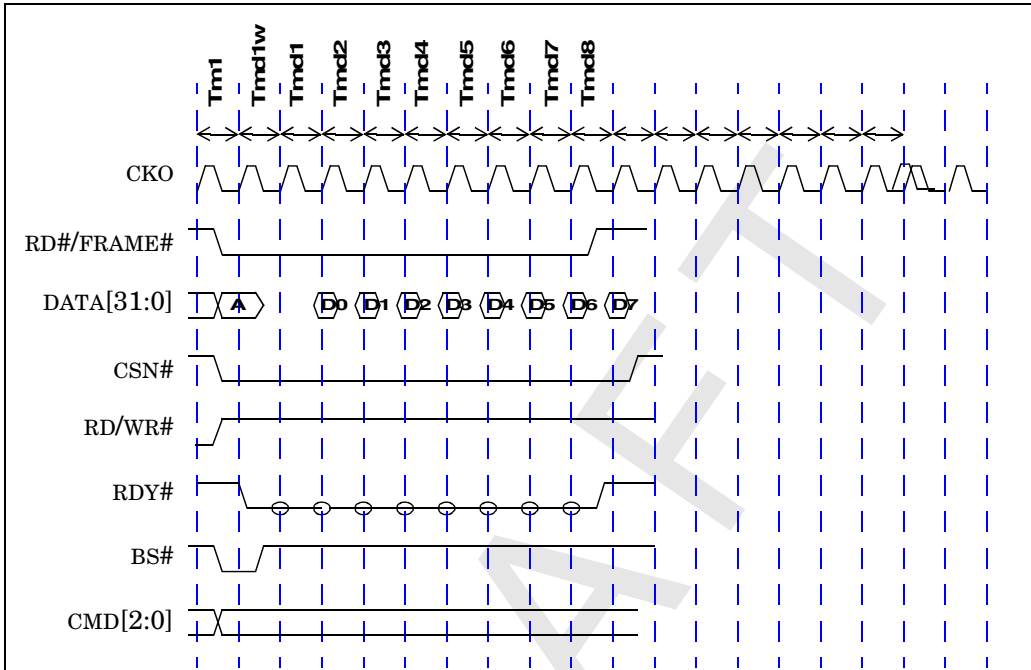 Tm1 Tmd1w Tmd1 Tmd2 Tmd3 Tmd4 Tmd5 Tmd6 Tmd7 Tmd8
CKO
RD#/FRAME#
DATA[31:0] A D0 D1 D2 D3 D4 D5 D6 D7
CSN#
RD/WR#
RDY#
BS#
CMD[2:0]
AFT